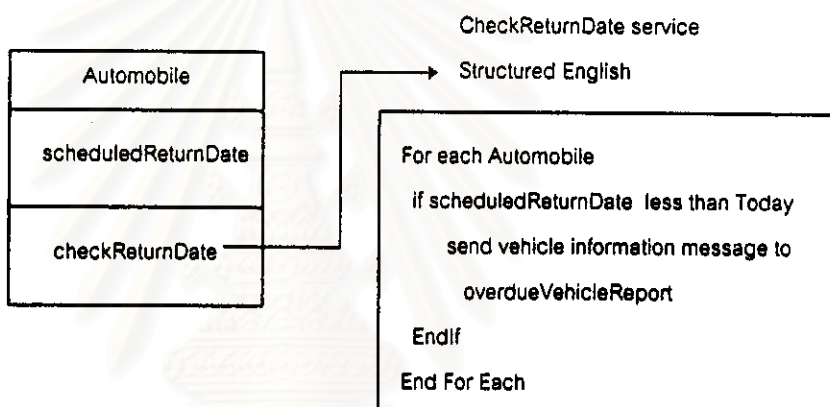 Automobile
scheduledReturnDate
checkReturnDate
CheckReturnDate service
Structured English
For each Automobile
if scheduledReturnDate less than Today
send vehicle information message to
overdueVehicleReport
EndIf
End For Each